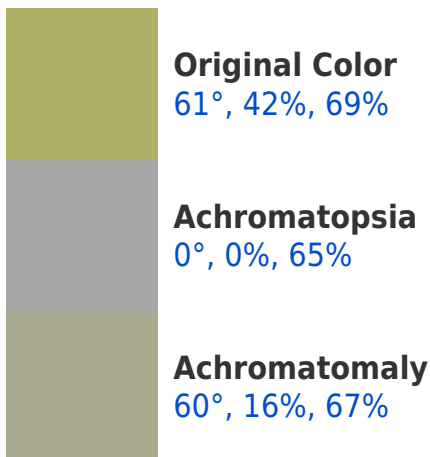 Original Color
61°, 42%, 69%
Achromatopsia
0°, 0%, 65%
Achromatomaly
60°, 16%, 67%